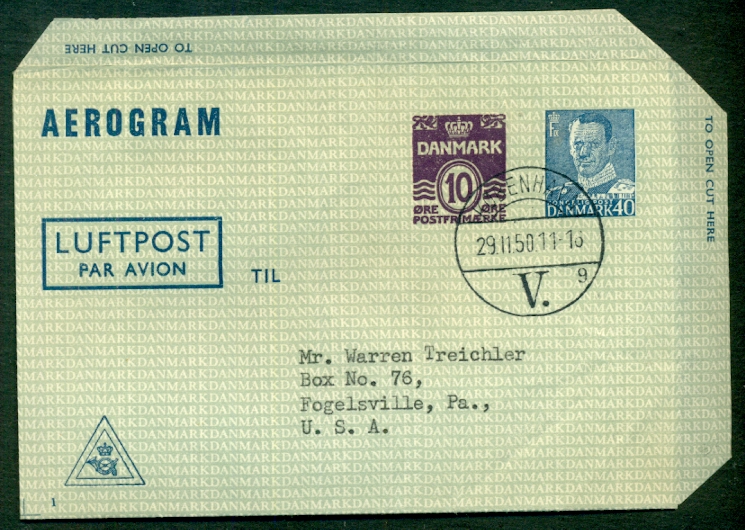 TO OPEN CUT HERE
AEROGRAM
DANMARK
10
ØRE ØRE
POSTFRIMÆRKE
DANMARK 40
TO OPEN CUT HERE
29.11.50 11-18
V.
9
LUFTPOST
PAR AVION
TIL
Mr. Warren Treichler
Box No. 76,
Fogelsville, Pa.,
U. S. A.
1